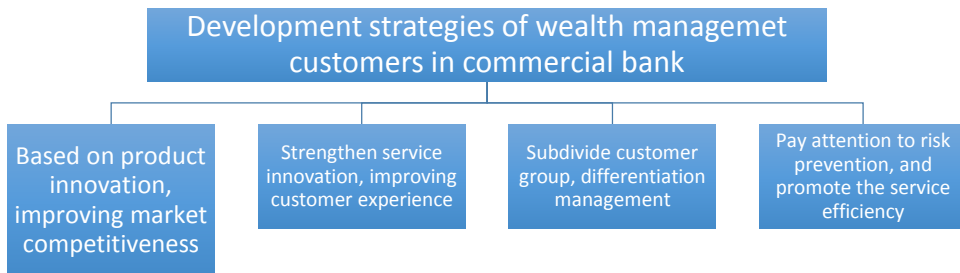 Development strategies of wealth managemet
customers in commercial bank
Based on product
innovation,
improving market
competitiveness
Strengthen service
innovation, improving
customer experience
Subdivide customer
group, differentiation
management
Pay attention to risk
prevention, and
promote the service
efficiency